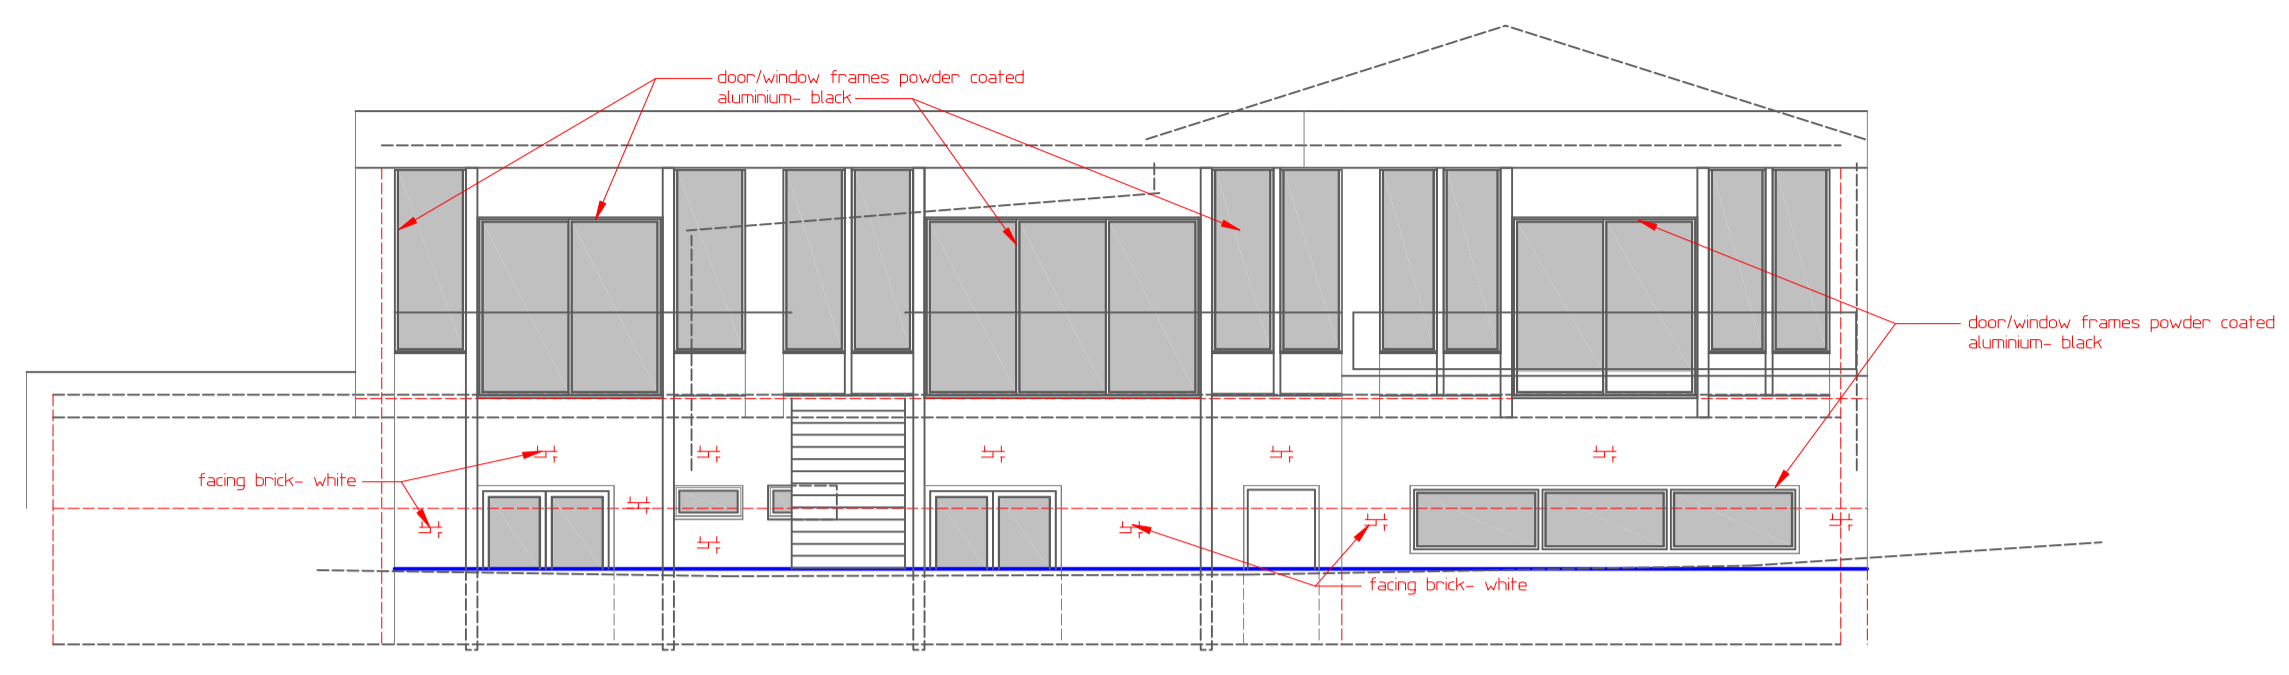 door/window frames powder coated
aluminium- black
door/window frames powder coated
aluminium- black
facing brick- white
facing brick- white